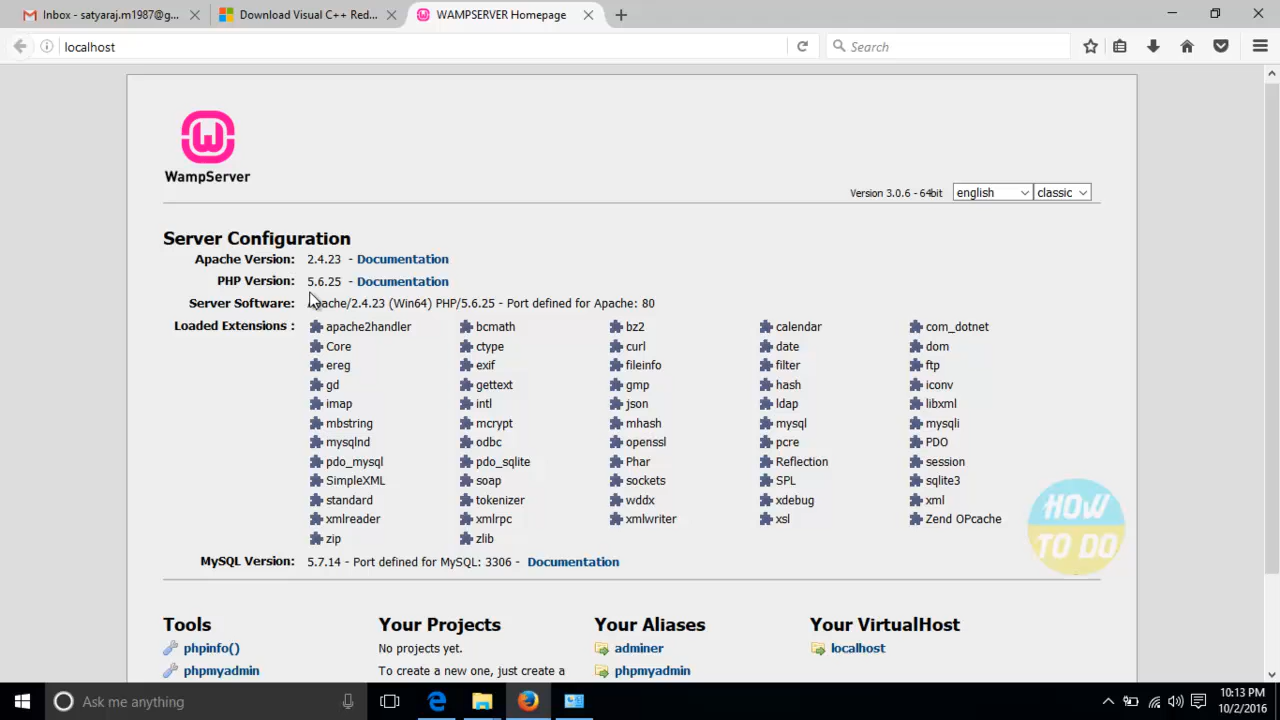 Inbox - satyaraj.m1987@g...
Download Visual C++ Red...
WAMPSERVER Homepage
localhost
Search
WampServer
Version 3.0.6 - 64bit english classic
Server Configuration
Apache Version: 2.4.23 - Documentation
PHP Version: 5.6.25 - Documentation
Server Software: Apache/2.4.23 (Win64) PHP/5.6.25 - Port defined for Apache: 80
Loaded Extensions : apache2handler bcmath bz2 calendar com_dotnet
Core ctype curl date dom
ereg exif fileinfo filter ftp
gd gettext gmp hash iconv
imap intl json ldap libxml
mbstring mcrypt mhash mysql mysqli
mysqlnd odbc openssl pcre PDO
pdo_mysql pdo_sqlite Phar Reflection session
SimpleXML soap sockets SPL sqlite3
standard tokenizer wddx xdebug xml
xmlreader xmlrpc xmlwriter xsl Zend OPcache
zip zlib
HOW
TO DO
MySQL Version: 5.7.14 - Port defined for MySQL: 3306 - Documentation
Tools Your Projects Your Aliases Your VirtualHost
phpinfo() No projects yet. adminer localhost
phpmyadmin To create a new one, just create a phpmyadmin
Ask me anything
10:13 PM
10/2/2016